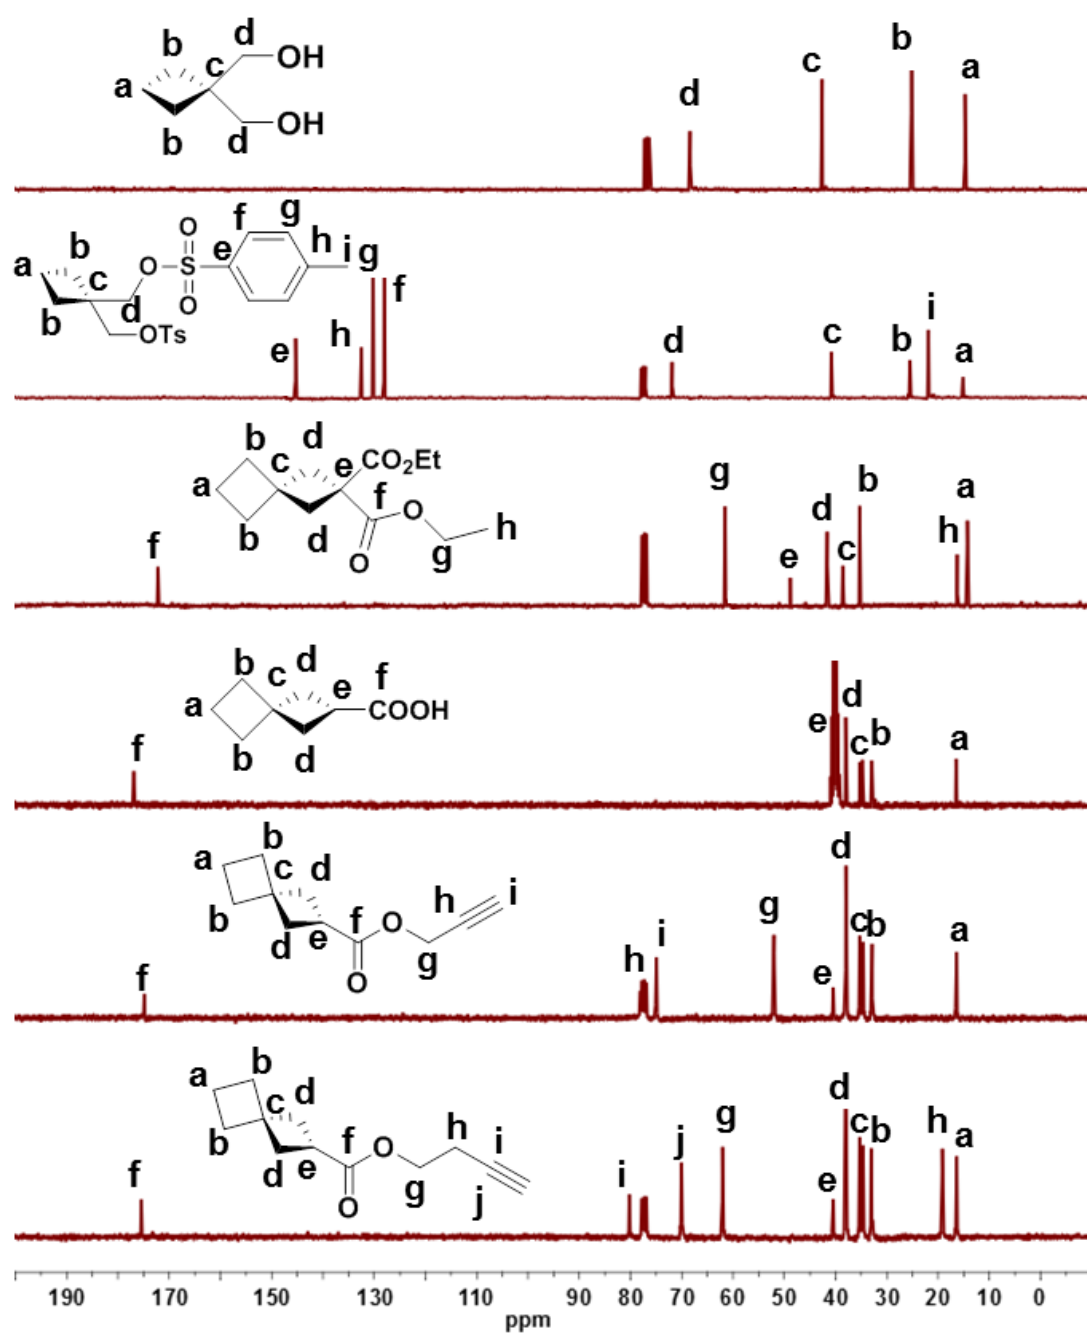 b d OH
a c
b d OH
d c b a
a b c d O S O O e f g h i g f
b OTs
e h d c b i a
b c d e CO2Et
a f O
b d O g h
f g e d c b h a
b c d e f COOH
a b d
f e d c b a
a b c d h i
b d e f O g
O
f h i g e d c b a
a b c d h i
b d e f O g j
O
f i j g e d c b h a
190 170 150 130 110 90 80 70 60 50 40 30 20 10 0
ppm